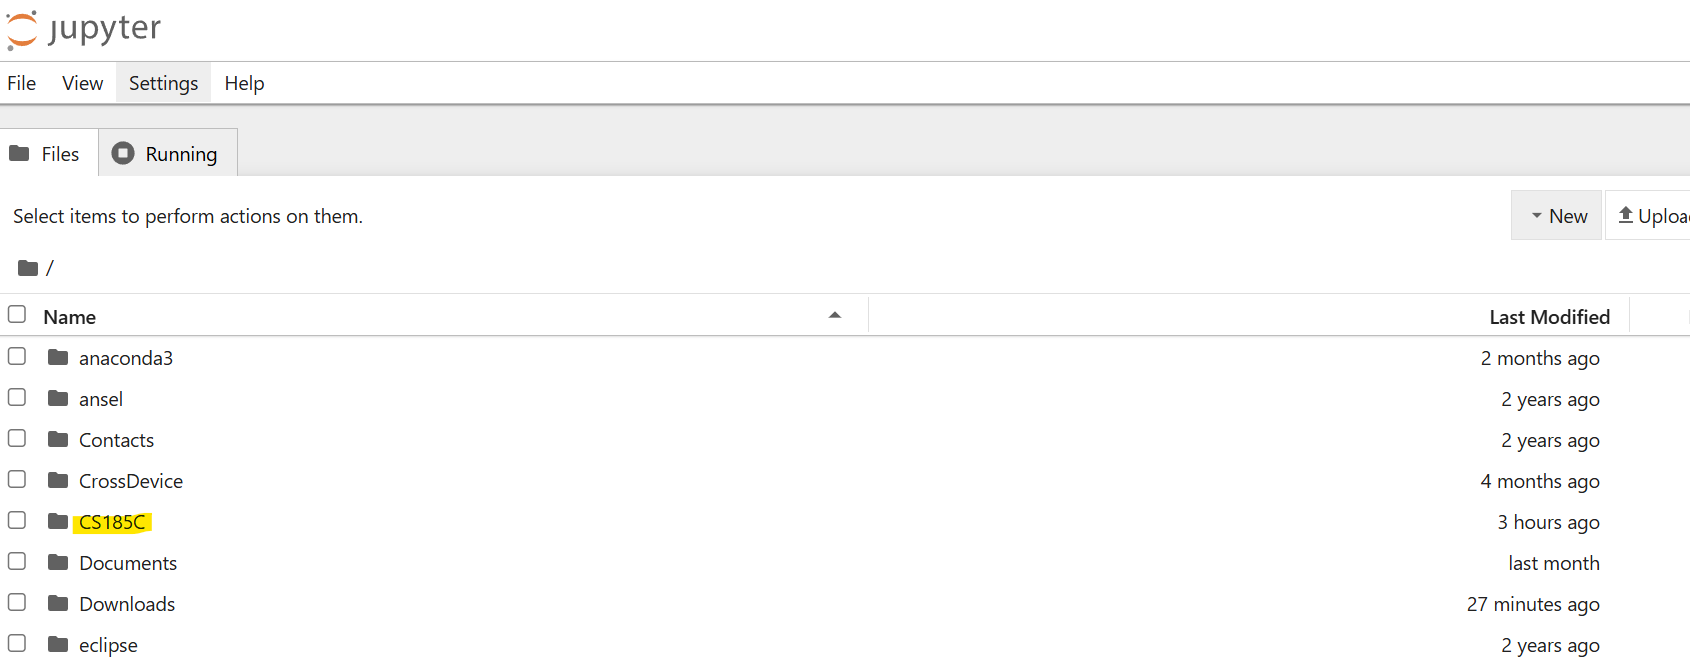 jupyter
File View Settings Help
Files Running
Select items to perform actions on them.
New
/
Name Last Modified
anaconda3 2 months ago
ansel 2 years ago
Contacts 2 years ago
CrossDevice 4 months ago
CS185C 3 hours ago
Documents last month
Downloads 27 minutes ago
eclipse 2 years ago